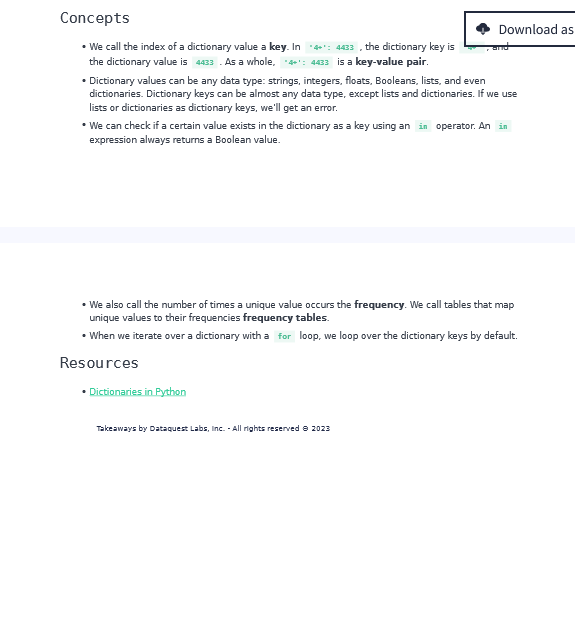 Concepts
Download as
• We call the index of a dictionary value a key. In '4+': 4433, the dictionary key is '4+', and
the dictionary value is 4433. As a whole, '4+': 4433 is a key-value pair.
• Dictionary values can be any data type: strings, integers, floats, Booleans, lists, and even
dictionaries. Dictionary keys can be almost any data type, except lists and dictionaries. If we use
lists or dictionaries as dictionary keys, we'll get an error.
• We can check if a certain value exists in the dictionary as a key using an in operator. An in
expression always returns a Boolean value.
• We also call the number of times a unique value occurs the frequency. We call tables that map
unique values to their frequencies frequency tables.
• When we iterate over a dictionary with a for loop, we loop over the dictionary keys by default.
Resources
• Dictionaries in Python
Takeaways by Dataquest Labs, Inc. - All rights reserved © 2023